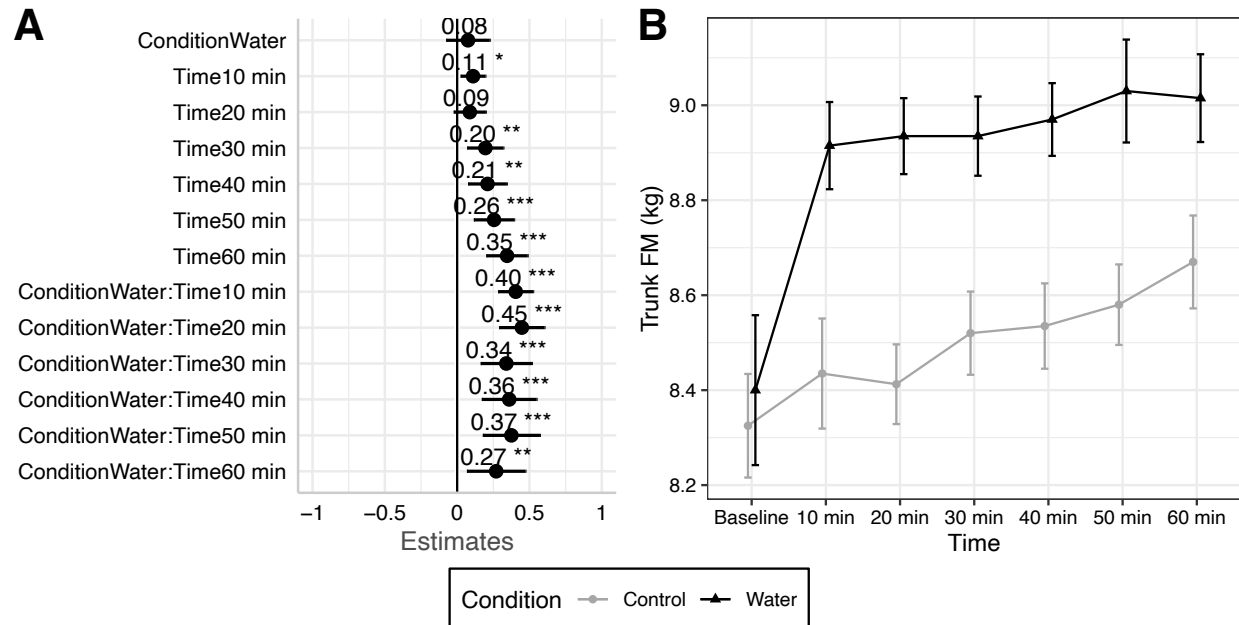 A
ConditionWater 0.08
Time10 min 0.11 *
Time20 min 0.09
Time30 min 0.20 **
Time40 min 0.21 **
Time50 min 0.26 ***
Time60 min 0.35 ***
ConditionWater:Time10 min 0.40 ***
ConditionWater:Time20 min 0.45 ***
ConditionWater:Time30 min 0.34 ***
ConditionWater:Time40 min 0.36 ***
ConditionWater:Time50 min 0.37 ***
ConditionWater:Time60 min 0.27 **
−1 −0.5 0 0.5 1
Estimates
B
Trunk FM (kg)
9.0
8.8
8.6
8.4
8.2
Baseline 10 min 20 min 30 min 40 min 50 min 60 min
Time
Condition Control Water